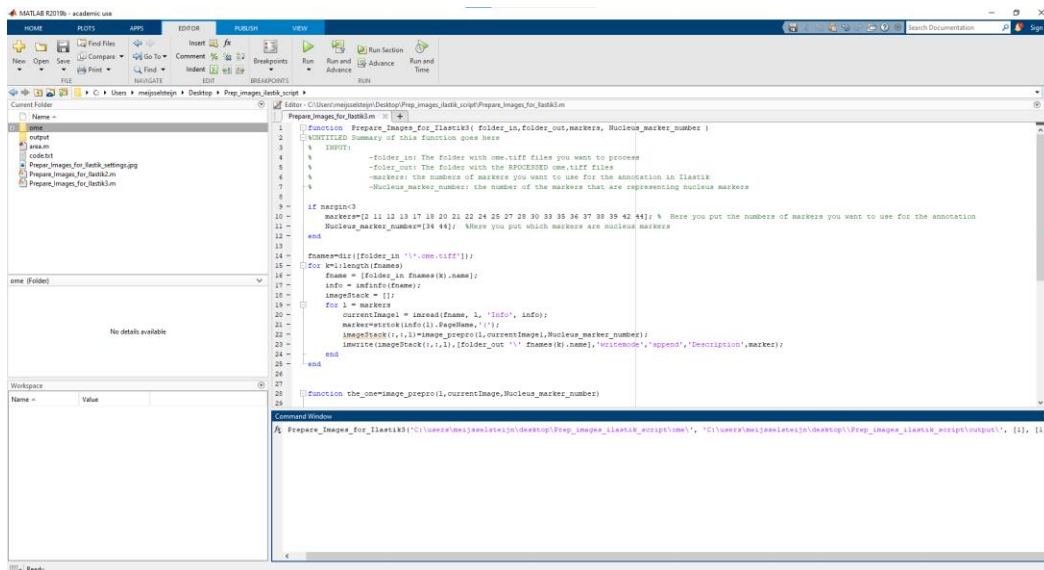 MATLAB R2019b - academic use
HOME PLOTS APPS EDITOR PUBLISH VIEW
Search Documentation Sign
New Open Save Find Files Compare Print Go To Find Insert fx Comment % Indent Breakpoints Run Run and Advance Run Section Advance Run and Time
FILE NAVIGATE EDIT BREAKPOINTS RUN
C: Users meijsselsteijn Desktop Prep_images_ilastik_script
Current Folder
Name
ome
output
area.m
code.txt
Prepar_Images_for_Ilastik_settings.jpg
Prepare_Images_for_Ilastik2.m
Prepare_Images_for_Ilastik3.m
ome (Folder)
No details available
Workspace
Name Value
Editor - C:\Users\meijsselsteijn\Desktop\Prep_images_ilastik_script\Prepare_Images_for_Ilastik3.m
Prepare_Images_for_Ilastik3.m +
1 function Prepare_Images_for_Ilastik3( folder_in,folder_out,markers, Nucleus_marker_number )
2 %UNTITLED Summary of this function goes here
3 % INPUT:
4 % -folder_in: The folder with ome.tiff files you want to process
5 % -foler_out: The folder with the RPOCESSED ome.tiff files
6 % -markers: the numbers of markers you want to use for the annotation in Ilastik
7 % -Nucleus_marker_number: the number of the markers that are representing nucleus markers
8
9 if nargin<3
10 markers=[2 11 12 13 17 18 20 21 22 24 25 27 28 30 33 35 36 37 38 39 42 44]; % Here you put the numbers of markers you want to use for the annotation
11 Nucleus_marker_number=[34 44]; %Here you put which markers are nucleus markers
12 end
13
14 fnames=dir([folder_in '\*.ome.tiff']);
15 for k=1:length(fnames)
16 fname = [folder_in fnames(k).name];
17 info = imfinfo(fname);
18 imageStack = [];
19 for l = markers
20 currentImagel = imread(fname, l, 'Info', info);
21 marker=strtok(info(l).PageName,'(');
22 imageStack(:,:,l)=image_prepro(l,currentImagel,Nucleus_marker_number);
23 imwrite(imageStack(:,:,l),[folder_out '\' fnames(k).name],'writemode','append','Description',marker);
24 end
25 end
26
27
28 function the_one=image_prepro(l,currentImage,Nucleus_marker_number)
29
Command Window
fx Prepare_Images_for_Ilastik3('C:\users\meijsselsteijn\desktop\Prep_images_ilastik_script\ome\', 'C:\users\meijsselsteijn\desktop\\Prep_images_ilastik_script\output\', [1], [1
Ready